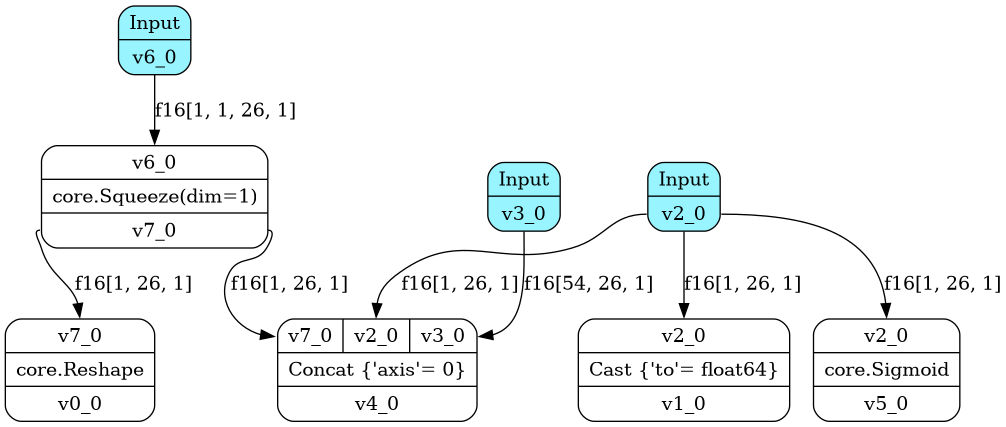 Input
v6_0
f16[1, 1, 26, 1]
v6_0
core.Squeeze(dim=1)
v7_0
Input
v3_0
Input
v2_0
f16[1, 26, 1]
f16[1, 26, 1]
f16[1, 26, 1]
f16[54, 26, 1]
f16[1, 26, 1]
f16[1, 26, 1]
v7_0
core.Reshape
v0_0
v7_0 v2_0 v3_0
Concat {'axis'= 0}
v4_0
v2_0
Cast {'to'= float64}
v1_0
v2_0
core.Sigmoid
v5_0